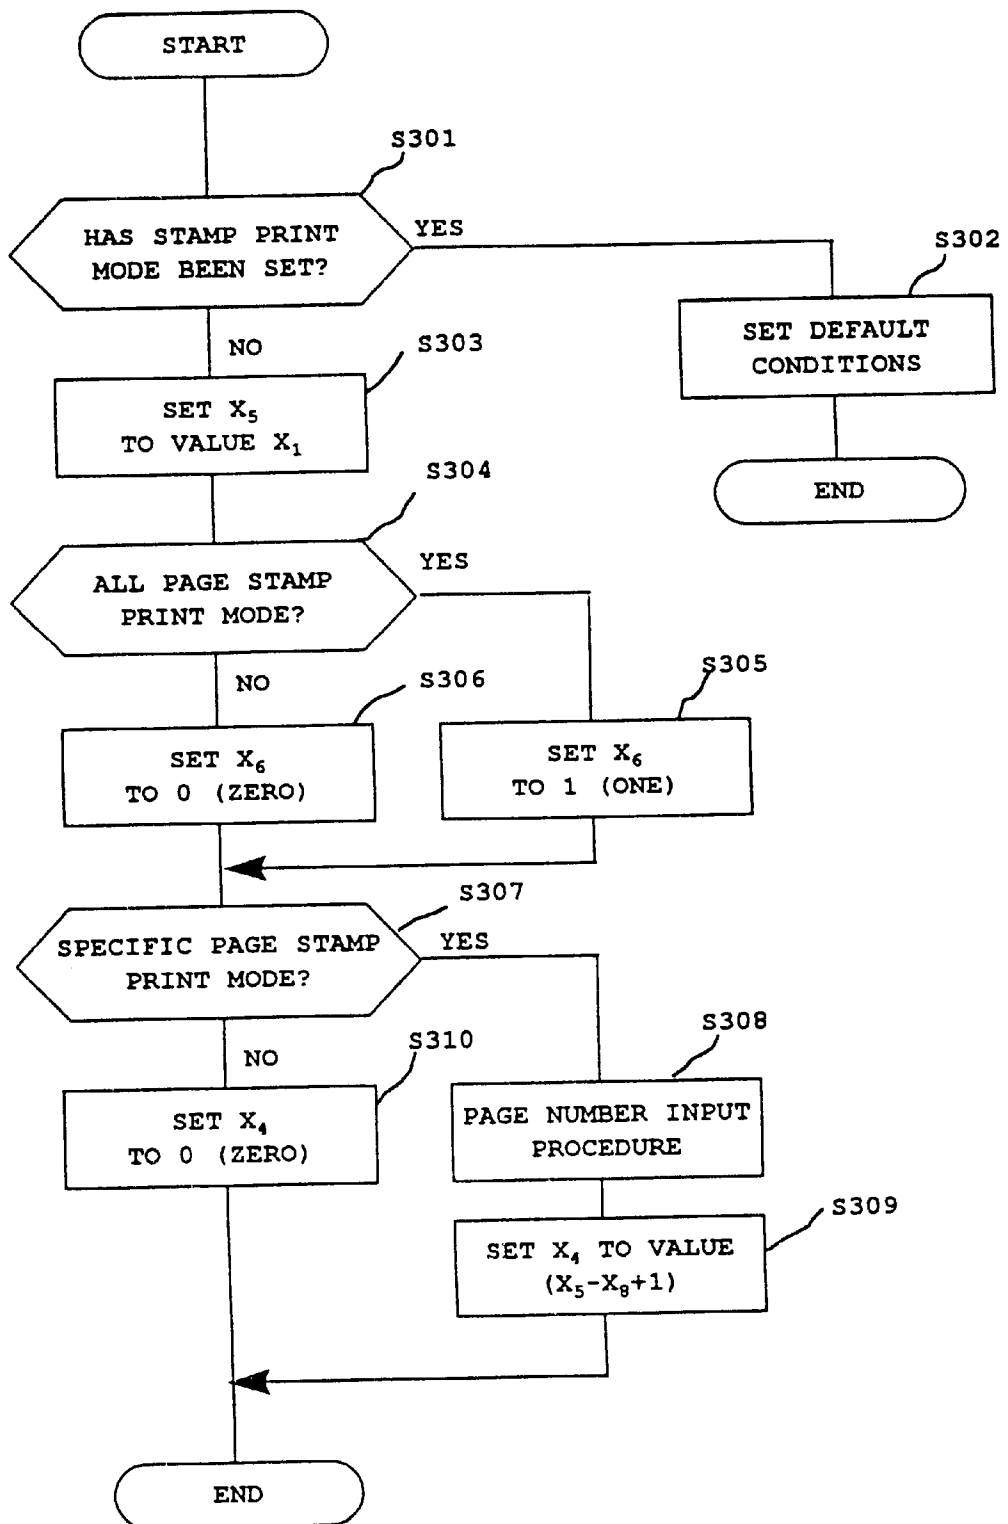 START
S301
HAS STAMP PRINT
MODE BEEN SET?
YES
S302
SET DEFAULT
CONDITIONS
END
NO
S303
SET X₅
TO VALUE X₁
S304
ALL PAGE STAMP
PRINT MODE?
YES
NO
S306
SET X₆
TO 0 (ZERO)
S305
SET X₆
TO 1 (ONE)
S307
SPECIFIC PAGE STAMP
PRINT MODE?
YES
NO
S310
SET X₄
TO 0 (ZERO)
S308
PAGE NUMBER INPUT
PROCEDURE
S309
SET X₄ TO VALUE
(X₅-X₈+1)
END